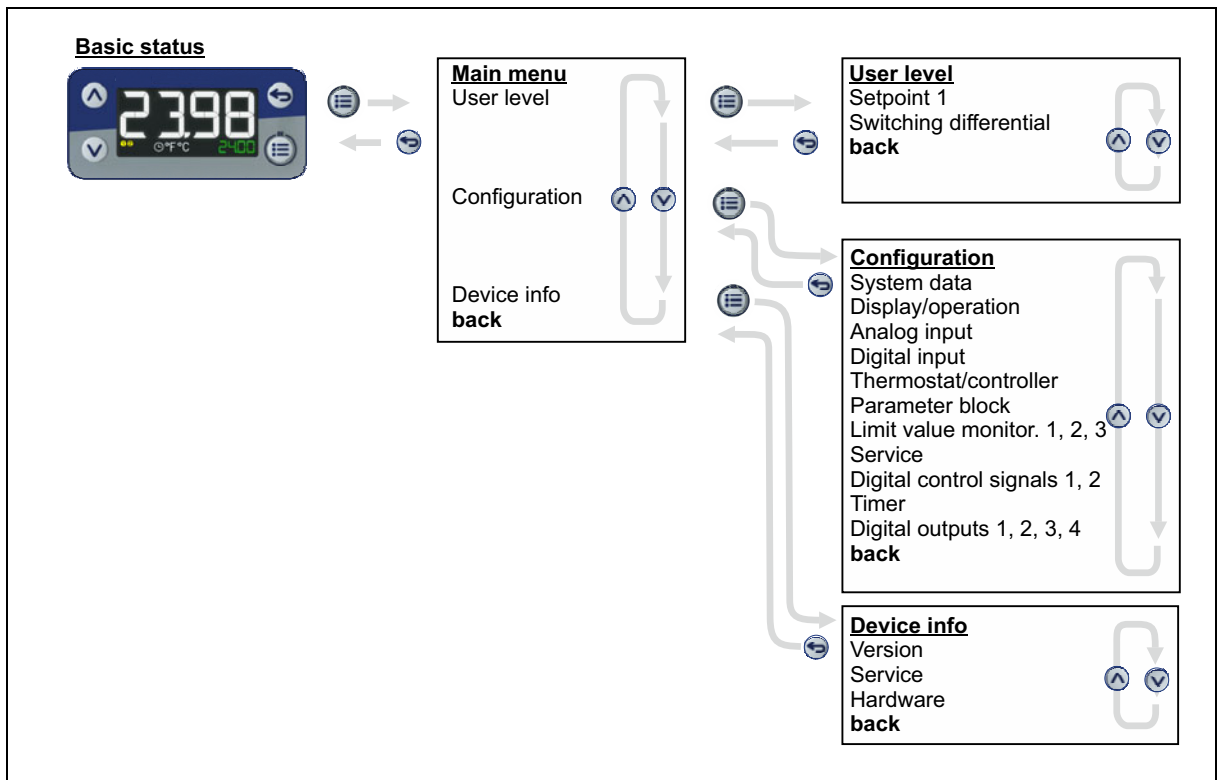 Basic status
23.98
°F°C
2400
Main menu
User level
Configuration
Device info
back
User level
Setpoint 1
Switching differential
back
Configuration
System data
Display/operation
Analog input
Digital input
Thermostat/controller
Parameter block
Limit value monitor. 1, 2, 3
Service
Digital control signals 1, 2
Timer
Digital outputs 1, 2, 3, 4
back
Device info
Version
Service
Hardware
back